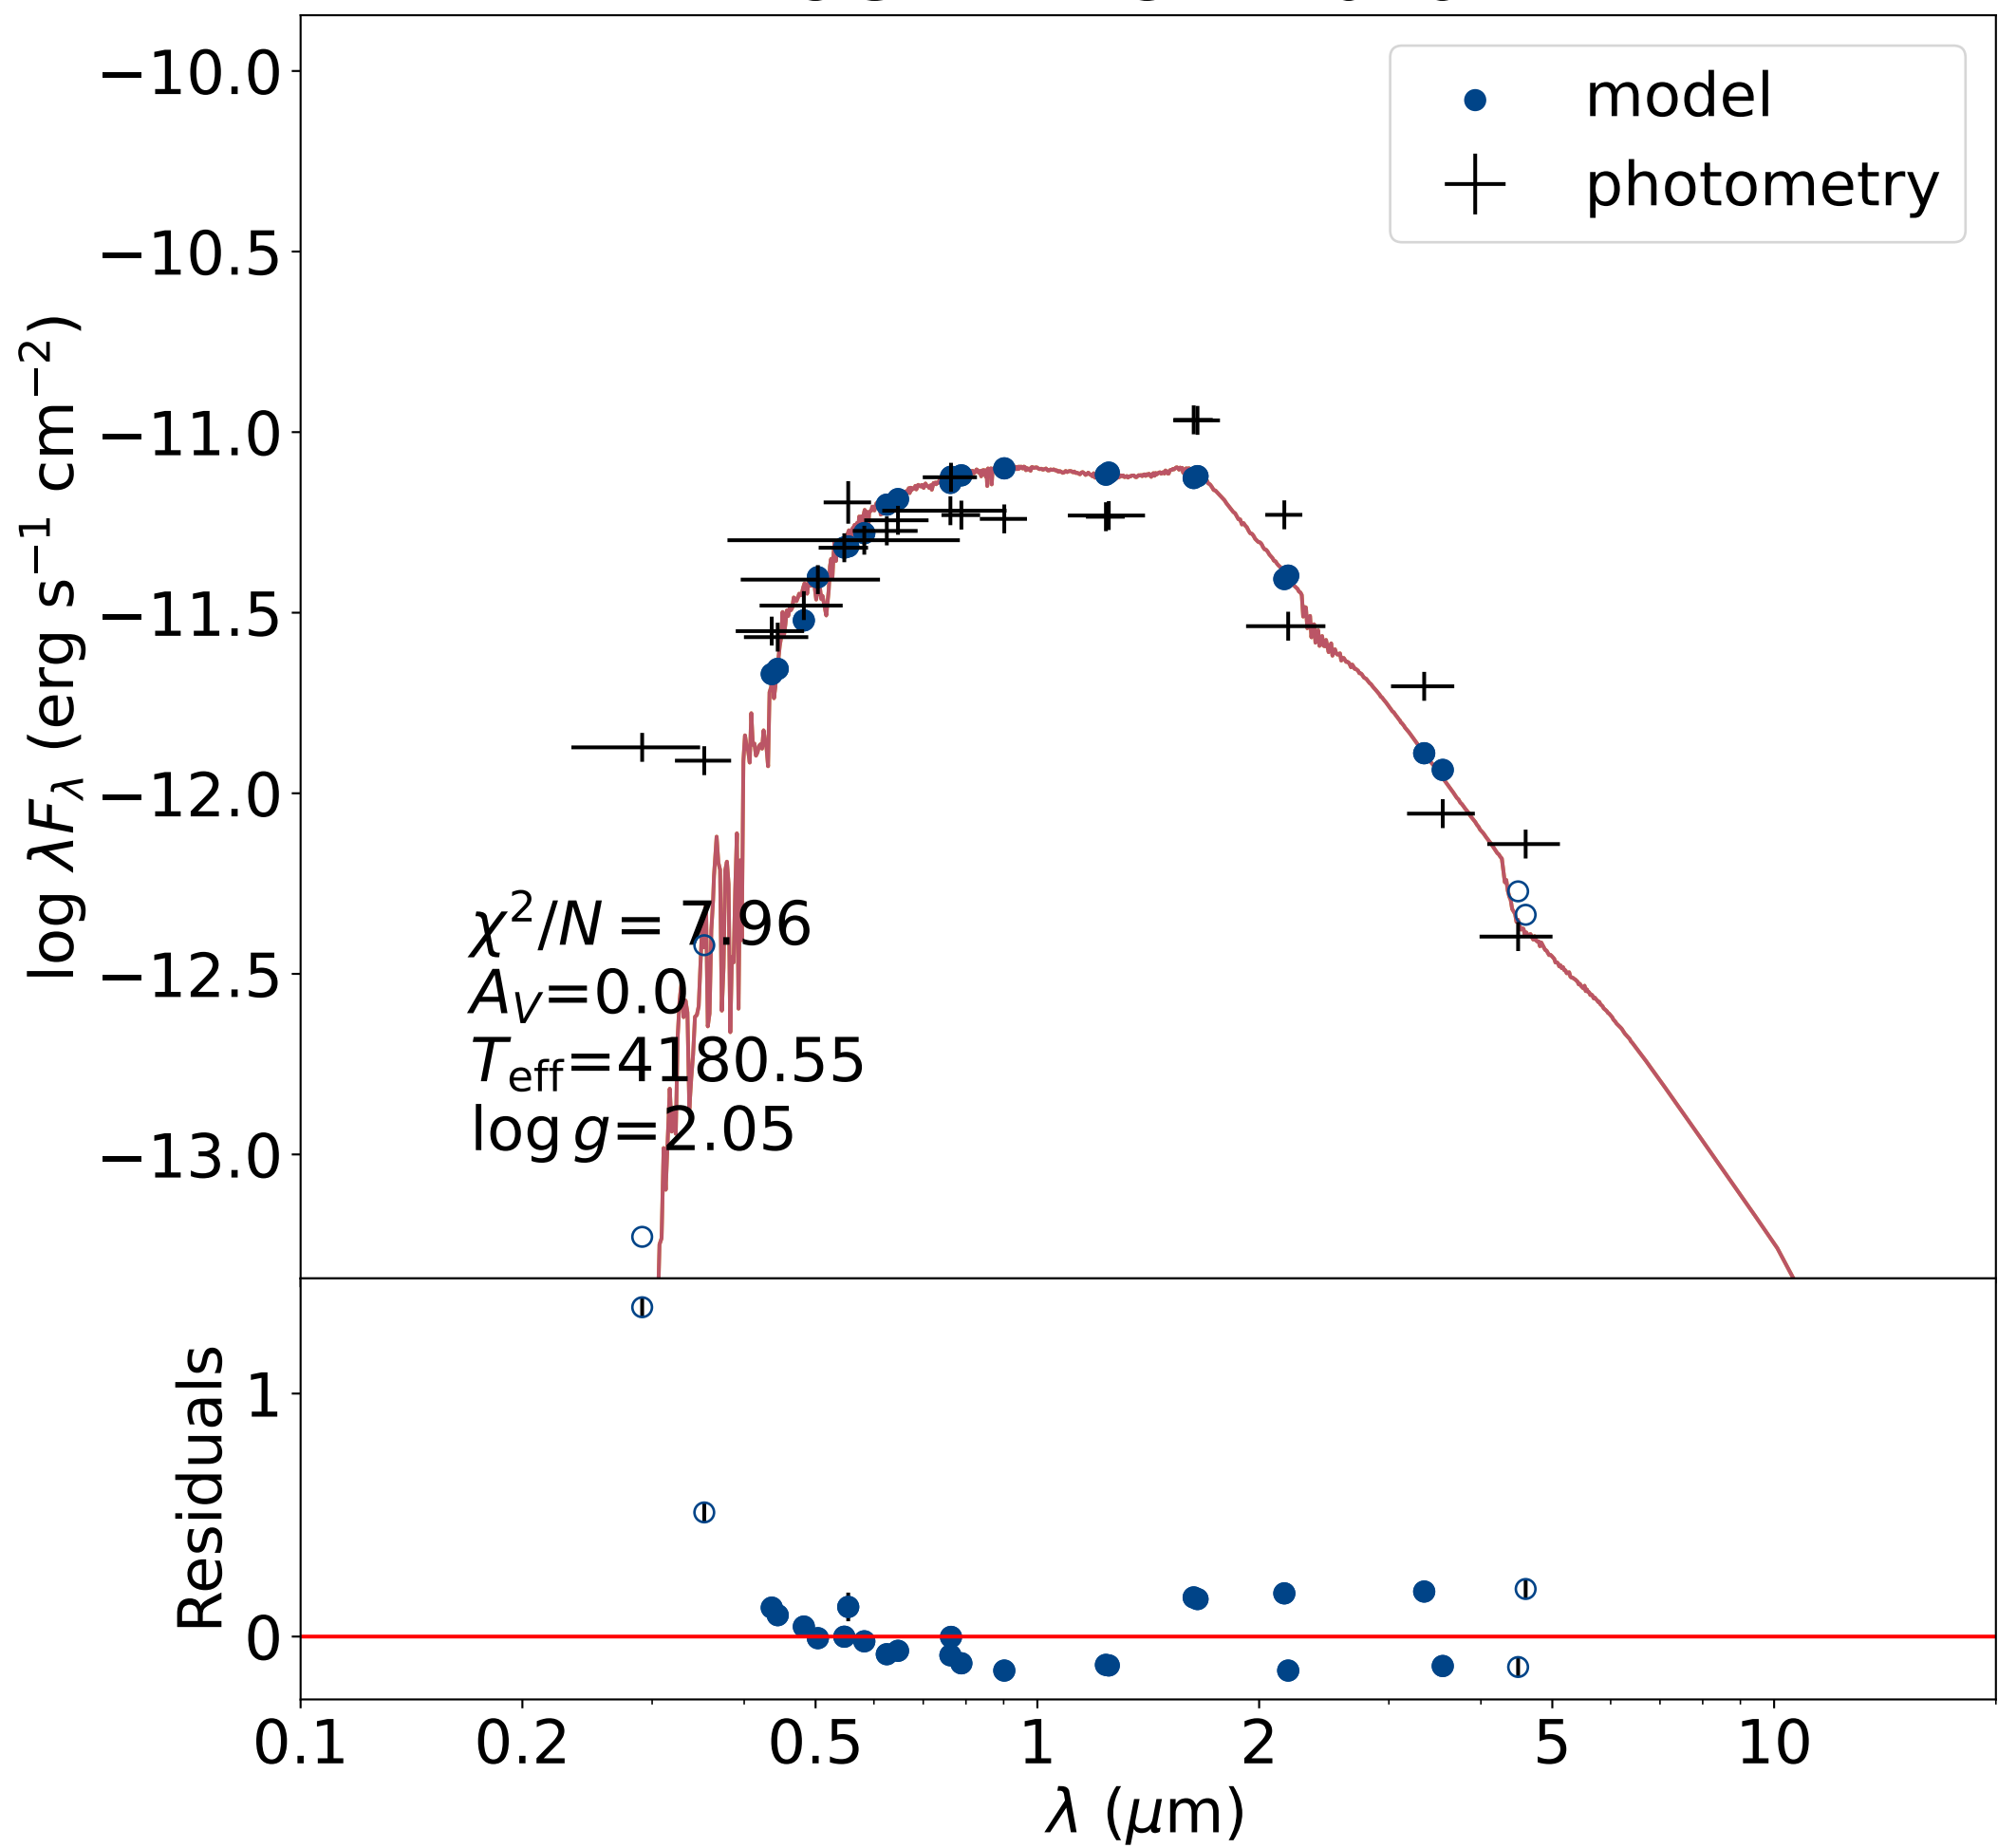 model
photometry
−10.0
−10.5
−11.0
−11.5
−12.0
−12.5
−13.0
log λF_λ (erg s⁻¹ cm⁻²)
χ²/N = 7.96
A_V=0.0
T_eff=4180.55
log g=2.05
1
0
Residuals
0.1 0.2 0.5 1 2 5 10
λ (μm)